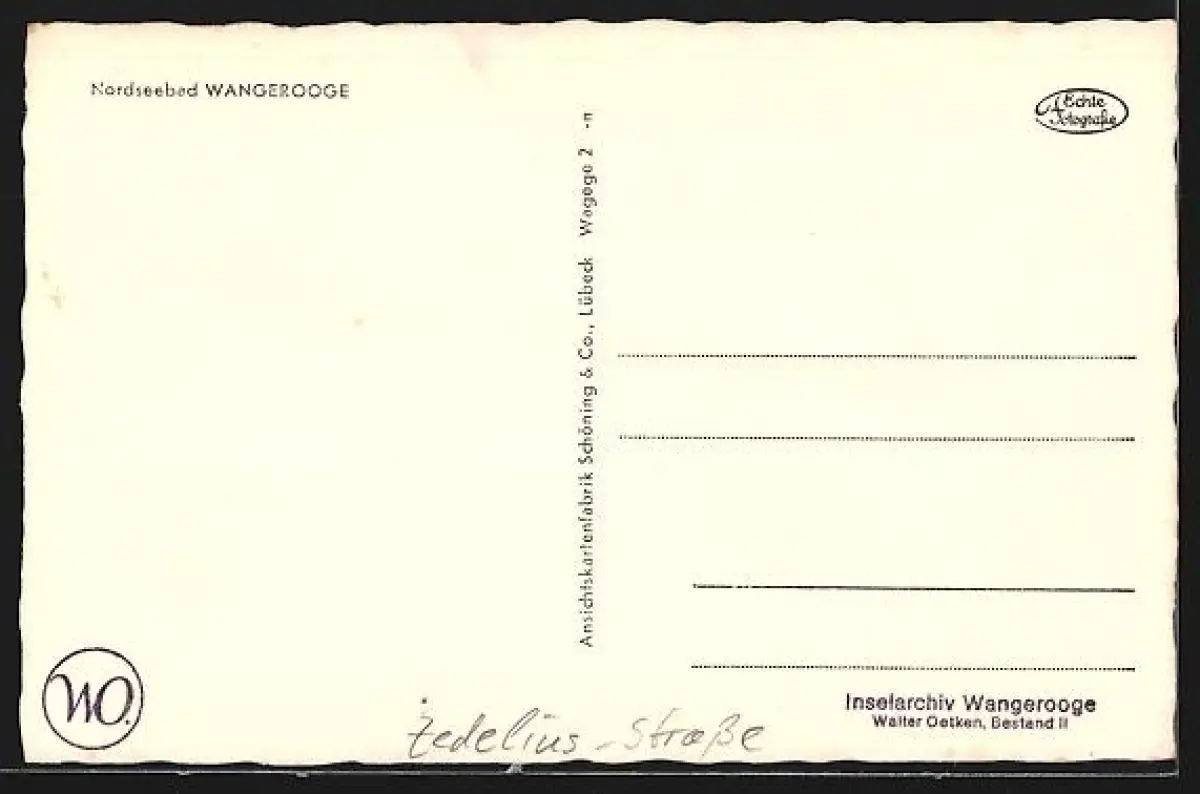 Nordseebad WANGEROOGE
Echte
Fotografie
Ansichtskartenfabrik Schöning & Co., Lübeck Wagege 2 -n
WO.
Zedelius-Straße
Inselarchiv Wangerooge
Walter Oetken, Bestand II